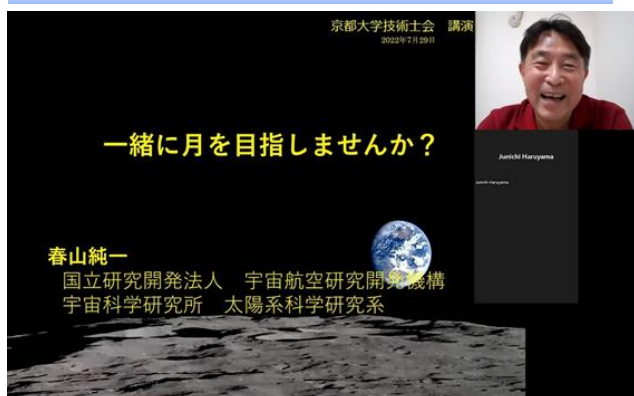 京都大学技術士会 講演
2022年7月29日
一緒に月を目指しませんか？
Junichi Haruyama
Junichi Haruyama
春山純一
国立研究開発法人 宇宙航空研究開発機構
宇宙科学研究所 太陽系科学研究系